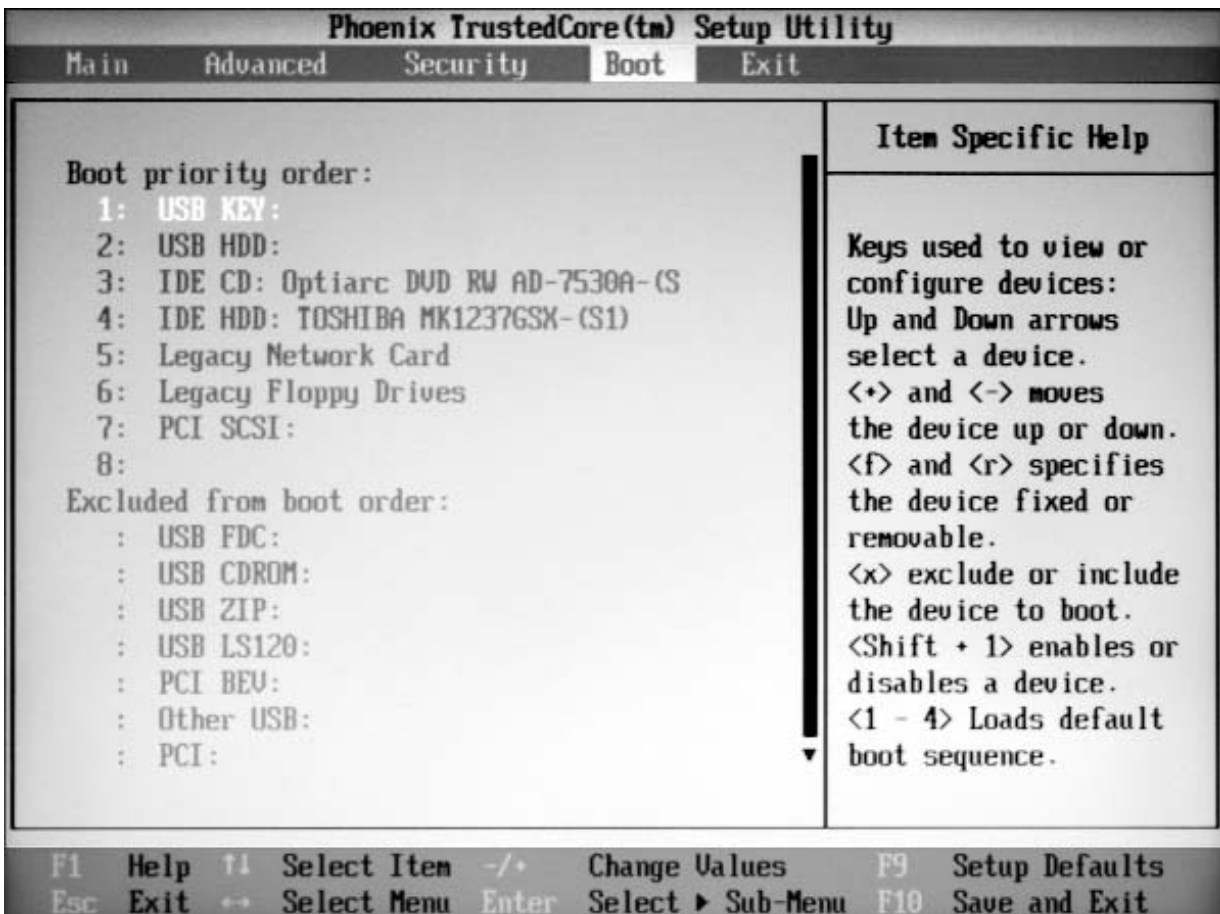 Phoenix TrustedCore(tm) Setup Utility
Main Advanced Security Boot Exit
Boot priority order:
1: USB KEY:
2: USB HDD:
3: IDE CD: Optiarc DVD RW AD-7530A-(S
4: IDE HDD: TOSHIBA MK1237GSX-(S1)
5: Legacy Network Card
6: Legacy Floppy Drives
7: PCI SCSI:
8:
Excluded from boot order:
: USB FDC:
: USB CDROM:
: USB ZIP:
: USB LS120:
: PCI BEV:
: Other USB:
: PCI:
Item Specific Help
Keys used to view or
configure devices:
Up and Down arrows
select a device.
<+> and <-> moves
the device up or down.
<f> and <r> specifies
the device fixed or
removable.
<x> exclude or include
the device to boot.
<Shift + 1> enables or
disables a device.
<1 - 4> Loads default
boot sequence.
F1 Help ↑↓ Select Item -/+ Change Values F9 Setup Defaults
Esc Exit ↔ Select Menu Enter Select ▶ Sub-Menu F10 Save and Exit